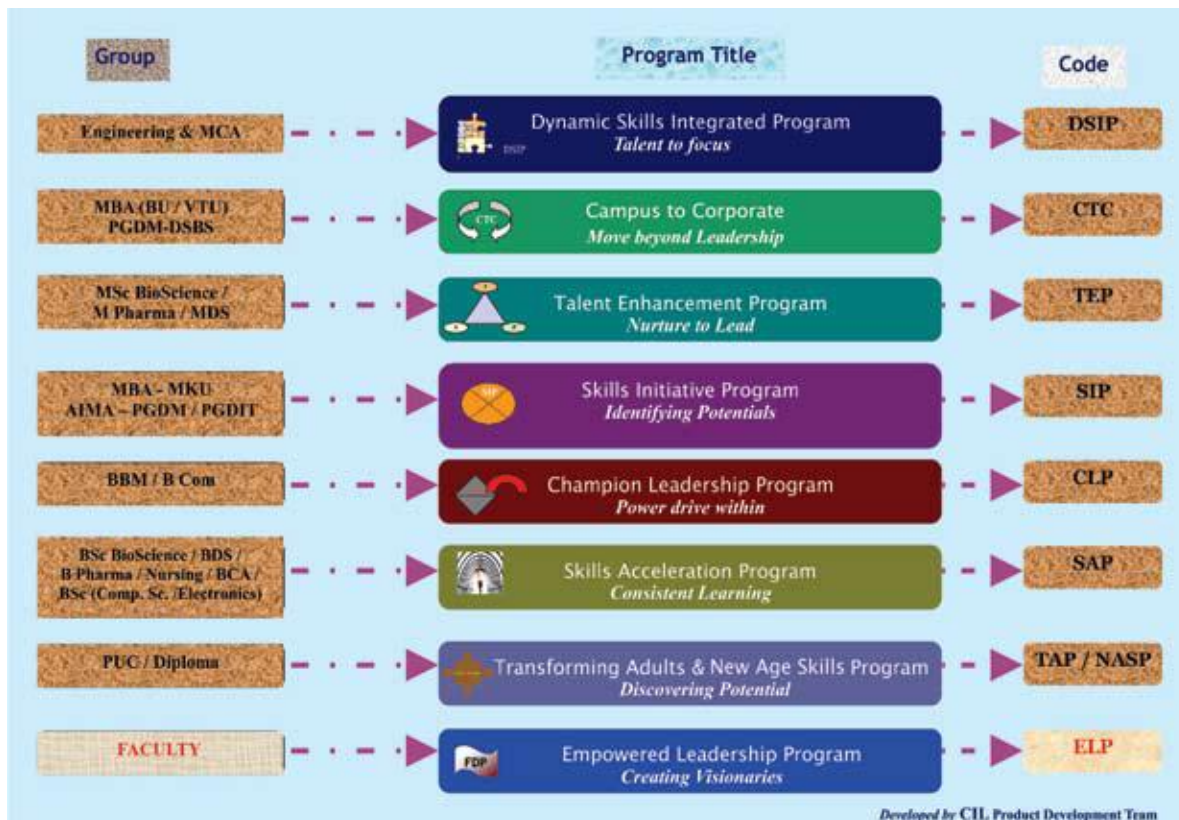 Group
Program Title
Code
Engineering & MCA
DSIP
Dynamic Skills Integrated Program
Talent to focus
DSIP
MBA (BU / VTU)
PGDM-DSBS
CTC
Campus to Corporate
Move beyond Leadership
CTC
MSc BioScience /
M Pharma / MDS
Talent Enhancement Program
Nurture to Lead
TEP
MBA - MKU
AIMA – PGDM / PGDIT
SIP
Skills Initiative Program
Identifying Potentials
SIP
BBM / B Com
Champion Leadership Program
Power drive within
CLP
BSc BioScience / BDS /
B Pharma / Nursing / BCA /
BSc (Comp. Sc. /Electronics)
Skills Acceleration Program
Consistent Learning
SAP
PUC / Diploma
Transforming Adults & New Age Skills Program
Discovering Potential
TAP / NASP
FACULTY
FDP
Empowered Leadership Program
Creating Visionaries
ELP
Developed by CIL Product Development Team